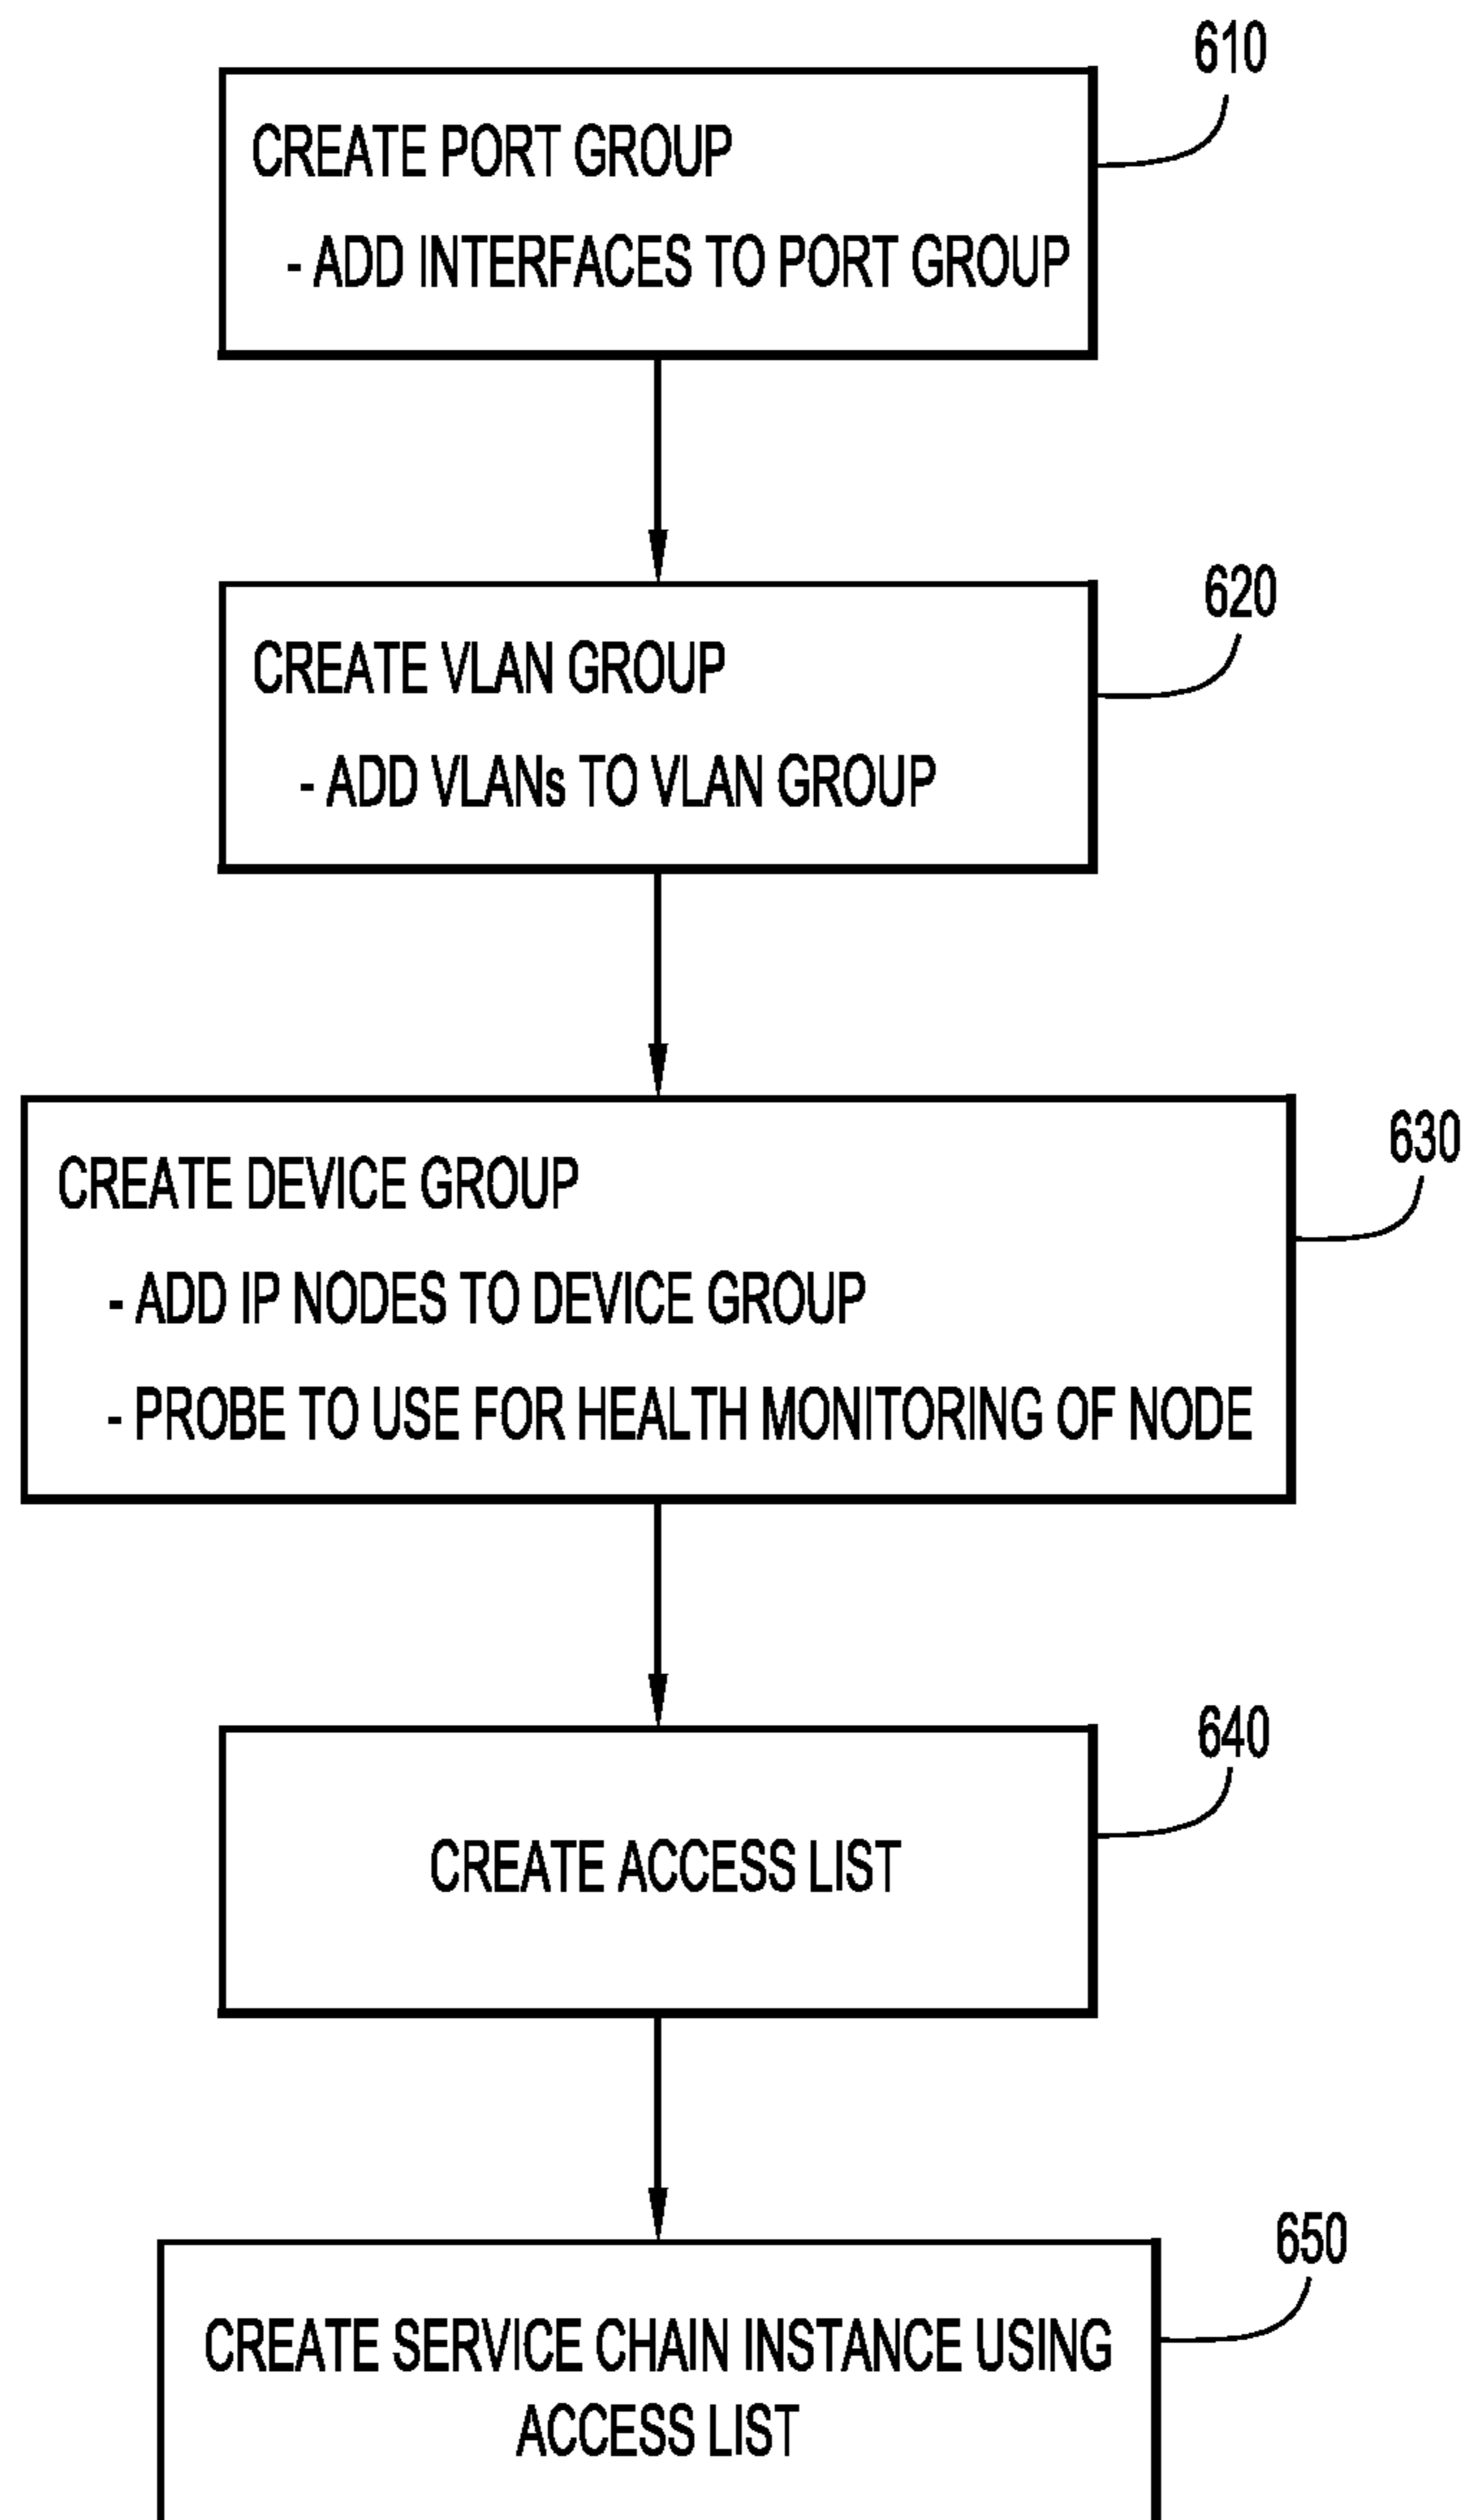 610
CREATE PORT GROUP
- ADD INTERFACES TO PORT GROUP
620
CREATE VLAN GROUP
- ADD VLANs TO VLAN GROUP
630
CREATE DEVICE GROUP
- ADD IP NODES TO DEVICE GROUP
- PROBE TO USE FOR HEALTH MONITORING OF NODE
640
CREATE ACCESS LIST
650
CREATE SERVICE CHAIN INSTANCE USING
ACCESS LIST